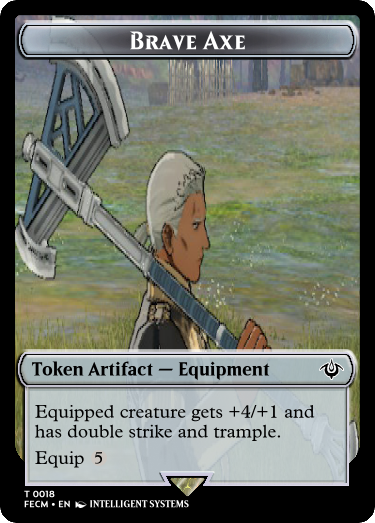 Brave Axe
Token Artifact — Equipment
Equipped creature gets +4/+1 and
has double strike and trample.
Equip 5
T 0018
FECM • EN INTELLIGENT SYSTEMS